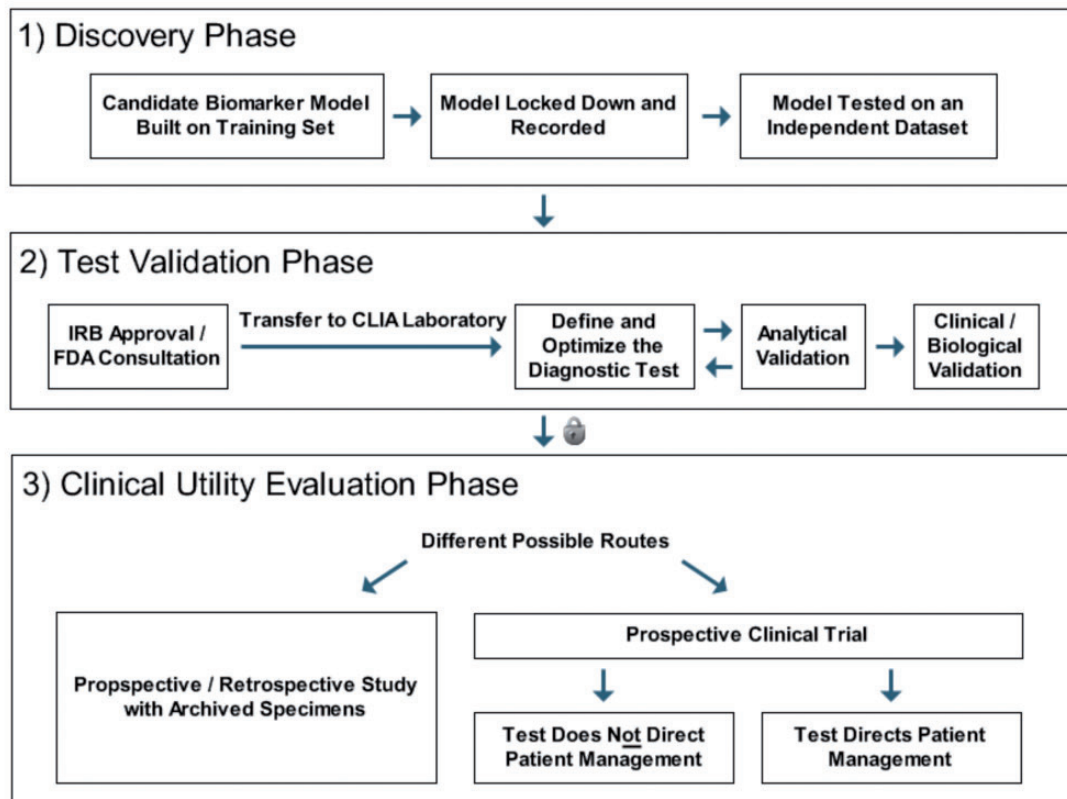 1) Discovery Phase
Candidate Biomarker Model
Built on Training Set
Model Locked Down and
Recorded
Model Tested on an
Independent Dataset
2) Test Validation Phase
IRB Approval /
FDA Consultation
Transfer to CLIA Laboratory
Define and
Optimize the
Diagnostic Test
Analytical
Validation
Clinical /
Biological
Validation
3) Clinical Utility Evaluation Phase
Different Possible Routes
Propspective / Retrospective Study
with Archived Specimens
Prospective Clinical Trial
Test Does Not Direct
Patient Management
Test Directs Patient
Management